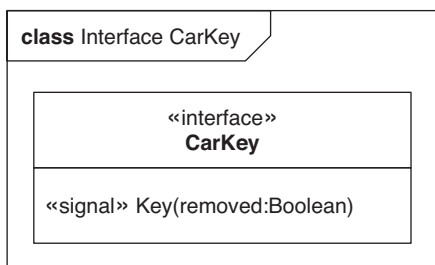 class Interface CarKey
«interface»
CarKey
«signal» Key(removed:Boolean)